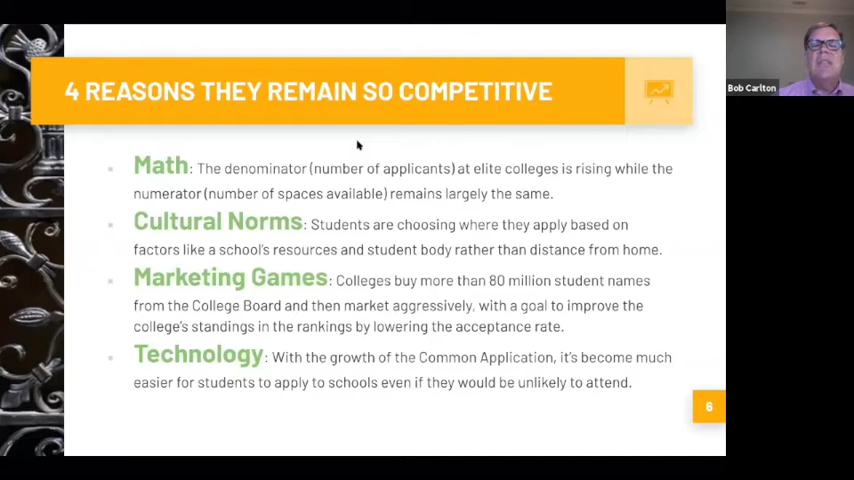 4 REASONS THEY REMAIN SO COMPETITIVE
Bob Carlton
Math: The denominator (number of applicants) at elite colleges is rising while the
numerator (number of spaces available) remains largely the same.
Cultural Norms: Students are choosing where they apply based on
factors like a school's resources and student body rather than distance from home.
Marketing Games: Colleges buy more than 80 million student names
from the College Board and then market aggressively, with a goal to improve the
college's standings in the rankings by lowering the acceptance rate.
Technology: With the growth of the Common Application, it's become much
easier for students to apply to schools even if they would be unlikely to attend.
6